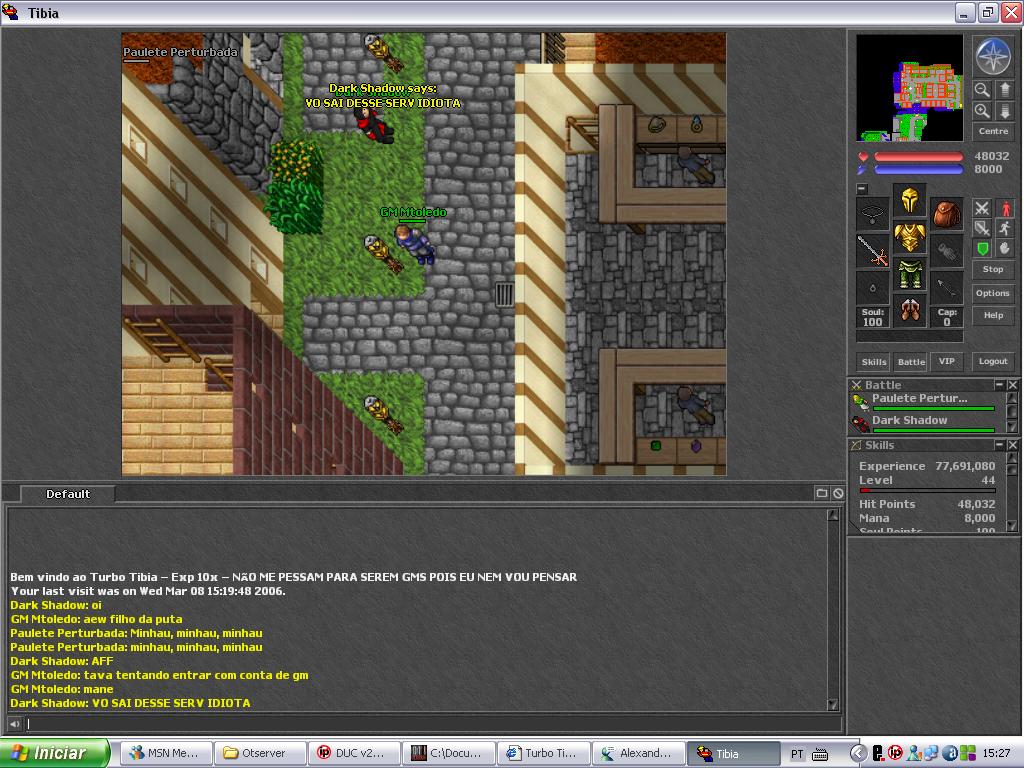 Tibia
Paulete Perturbada
Dark Shadow says:
VO SAI DESSE SERV IDIOTA
GM Mtoledo
Centre
48032
8000
Stop
Options
Help
Soul:
100
Cap:
0
Skills
Battle
VIP
Logout
Battle
Paulete Pertur...
Dark Shadow
Skills
Experience 77,691,080
Level 44
Hit Points 48,032
Mana 8,000
Soul Points 100
Default
Bem vindo ao Turbo Tibia - Exp 10x - NÃO ME PESSAM PARA SEREM GMS POIS EU NEM VOU PENSAR
Your last visit was on Wed Mar 08 15:19:48 2006.
Dark Shadow: oi
GM Mtoledo: aew filho da puta
Paulete Perturbada: Minhau, minhau, minhau
Paulete Perturbada: minhau, minhau, minhau
Dark Shadow: AFF
GM Mtoledo: tava tentando entrar com conta de gm
GM Mtoledo: mane
Dark Shadow: VO SAI DESSE SERV IDIOTA
Iniciar
MSN Me...
Otserver
DUC v2...
C:\Docu...
Turbo Ti...
Alexand...
Tibia
PT
15:27